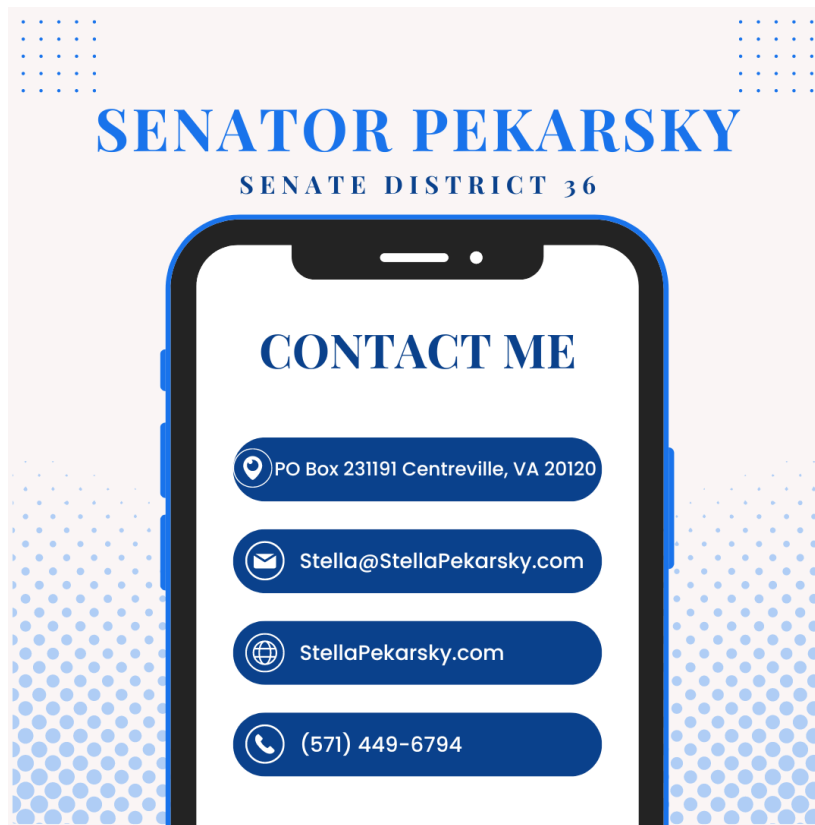 SENATOR PEKARSKY
SENATE DISTRICT 36
CONTACT ME
PO Box 231191 Centreville, VA 20120
Stella@StellaPekarsky.com
StellaPekarsky.com
(571) 449-6794